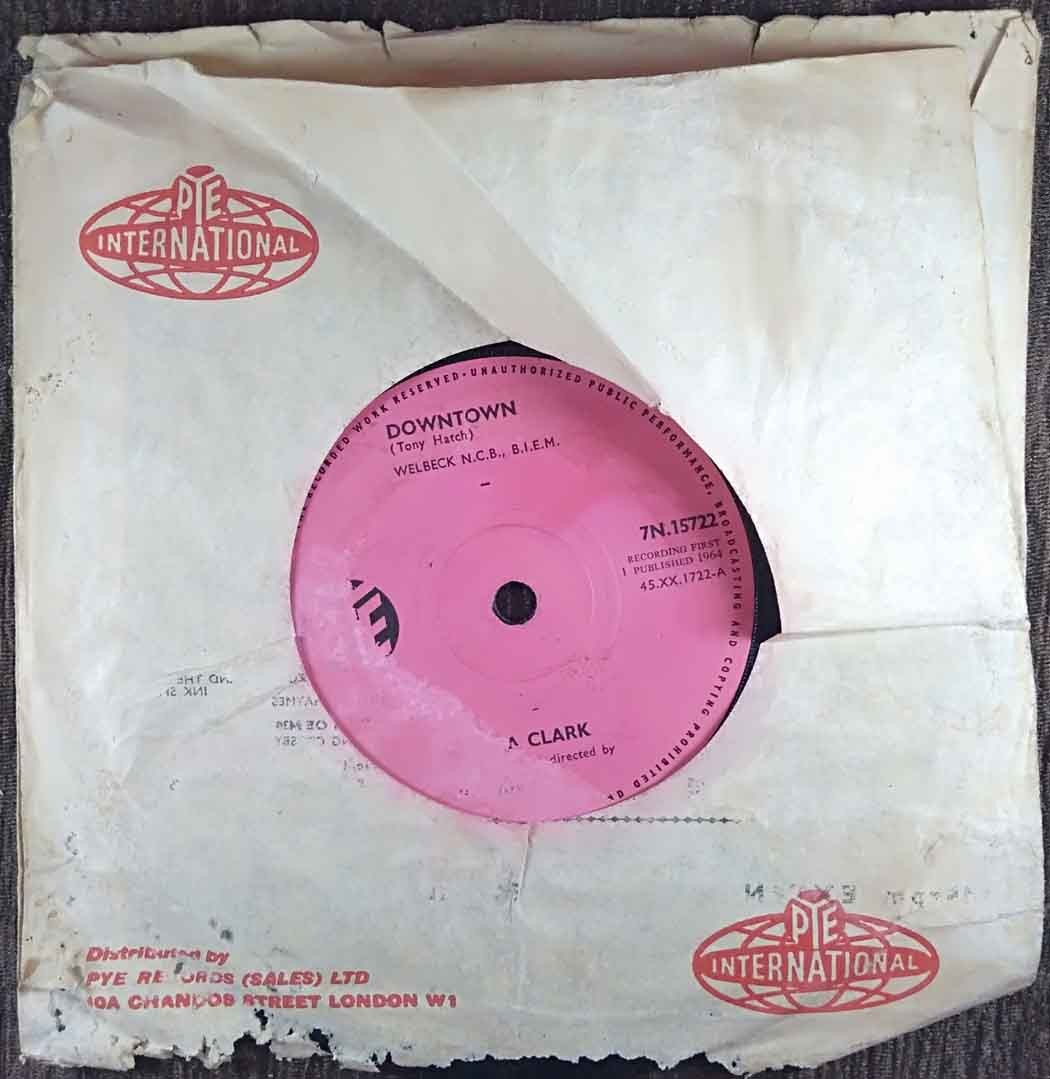 PYE
INTERNATIONAL
RECORDED WORK RESERVED • UNAUTHORIZED PUBLIC PERFORMANCE, BROADCASTING AND COPYING PROHIBITED OF
DOWNTOWN
(Tony Hatch)
WELBECK N.C.B., B.I.E.M.
7N.15722
RECORDING FIRST
PUBLISHED 1964
45.XX.1722-A
A CLARK
directed by
PYE
INTERNATIONAL
Distributed by
PYE RECORDS (SALES) LTD
10A CHANDOS STREET LONDON W1